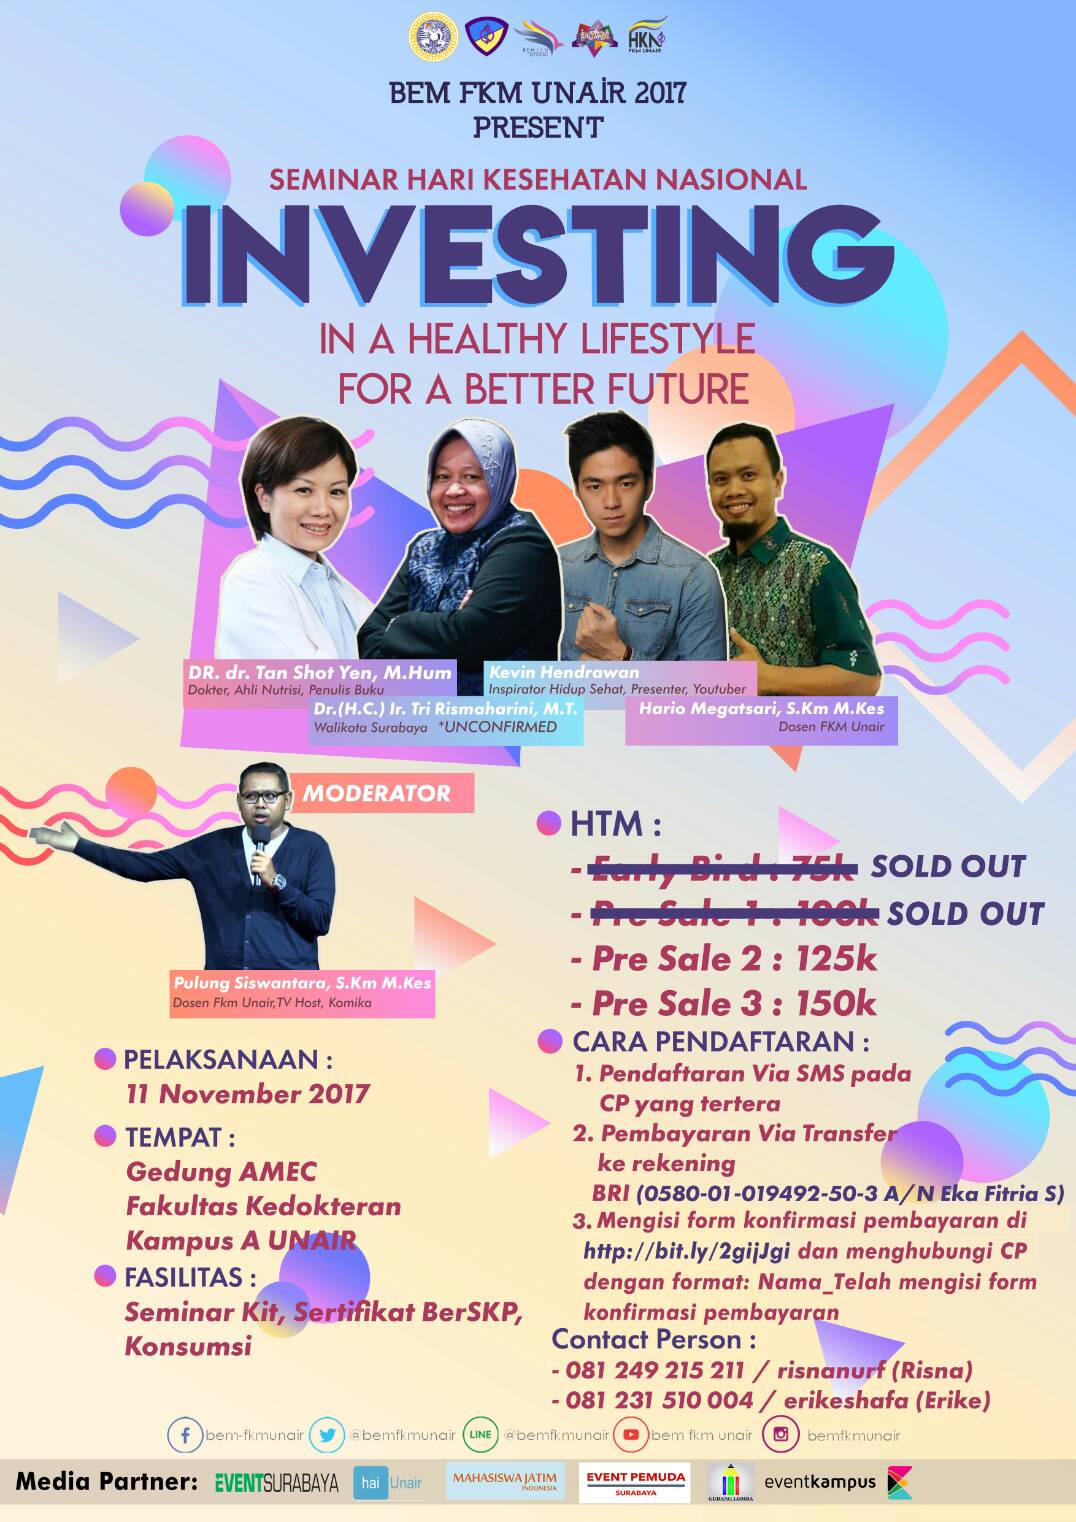 HKN
FKM UNAIR
BEM FKM UNAIR 2017
PRESENT
SEMINAR HARI KESEHATAN NASIONAL
INVESTING
IN A HEALTHY LIFESTYLE
FOR A BETTER FUTURE
DR. dr. Tan Shot Yen, M.Hum
Dokter, Ahli Nutrisi, Penulis Buku
Kevin Hendrawan
Inspirator Hidup Sehat, Presenter, Youtuber
Dr.(H.C.) Ir. Tri Rismaharini, M.T.
Walikota Surabaya *UNCONFIRMED
Hario Megatsari, S.Km M.Kes
Dosen FKM Unair
MODERATOR
Pulung Siswantara, S.Km M.Kes
Dosen Fkm Unair,TV Host, Komika
PELAKSANAAN :
11 November 2017
TEMPAT :
Gedung AMEC
Fakultas Kedokteran
Kampus A UNAIR
FASILITAS :
Seminar Kit, Sertifikat BerSKP,
Konsumsi
HTM :
- Early Bird : 75k SOLD OUT
- Pre Sale 1 : 100k SOLD OUT
- Pre Sale 2 : 125k
- Pre Sale 3 : 150k
CARA PENDAFTARAN :
1. Pendaftaran Via SMS pada
CP yang tertera
2. Pembayaran Via Transfer
ke rekening
BRI (0580-01-019492-50-3 A/N Eka Fitria S)
3. Mengisi form konfirmasi pembayaran di
http://bit.ly/2gijJgi dan menghubungi CP
dengan format: Nama_Telah mengisi form
konfirmasi pembayaran
Contact Person :
- 081 249 215 211 / risnanurf (Risna)
- 081 231 510 004 / erikeshafa (Erike)
bem-fkmunair @bemfkmunair LINE @bemfkmunair bem fkm unair bemfkmunair
Media Partner: EVENTSURABAYA hai Unair MAHASISWA JATIM INDONESIA EVENT PEMUDA SURABAYA GUDANG LOMBA eventkampus